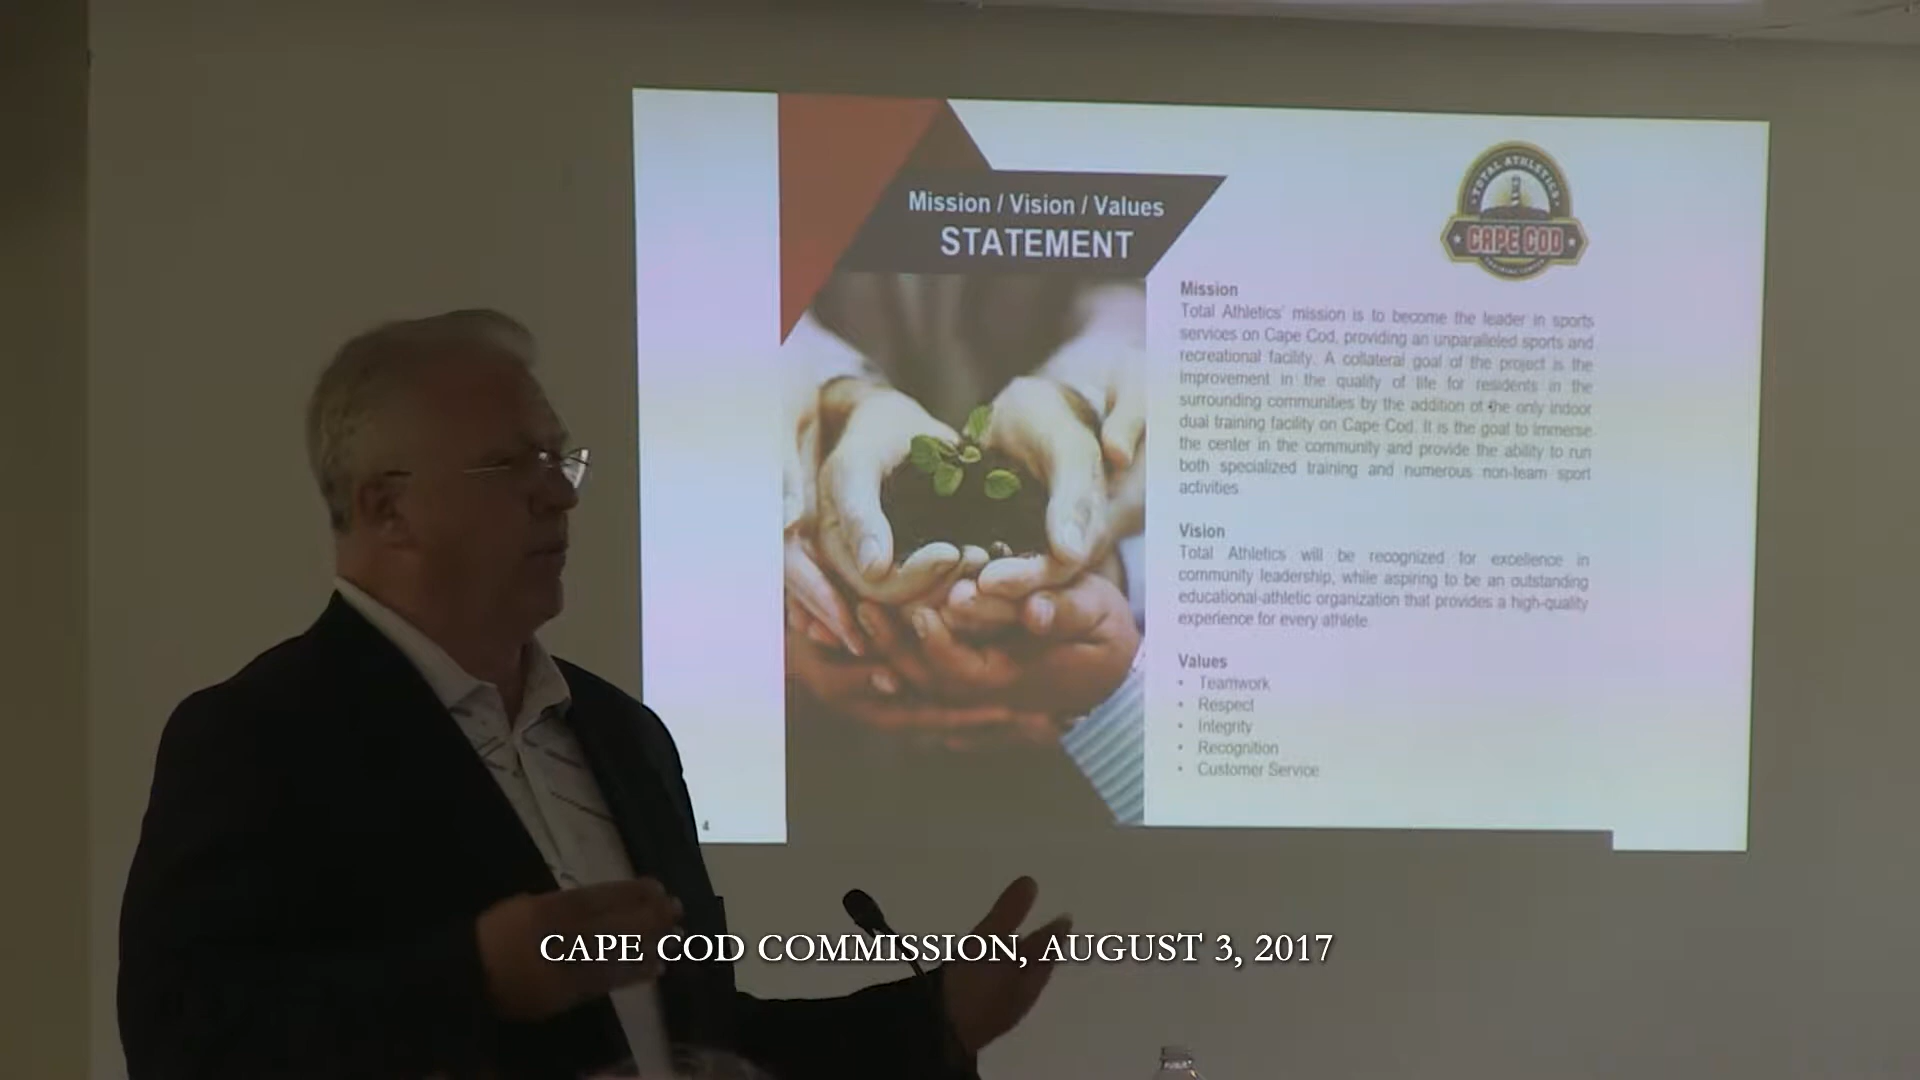 Mission / Vision / Values
STATEMENT
TOTAL ATHLETICS
CAPE COD
TRAINING CENTER
Mission
Total Athletics' mission is to become the leader in sports
services on Cape Cod, providing an unparalleled sports and
recreational facility. A collateral goal of the project is the
improvement in the quality of life for residents in the
surrounding communities by the addition of the only indoor
dual training facility on Cape Cod. It is the goal to immerse
the center in the community and provide the ability to run
both specialized training and numerous non-team sport
activities.
Vision
Total Athletics will be recognized for excellence in
community leadership, while aspiring to be an outstanding
educational-athletic organization that provides a high-quality
experience for every athlete.
Values
• Teamwork
• Respect
• Integrity
• Recognition
• Customer Service
4
CAPE COD COMMISSION, AUGUST 3, 2017